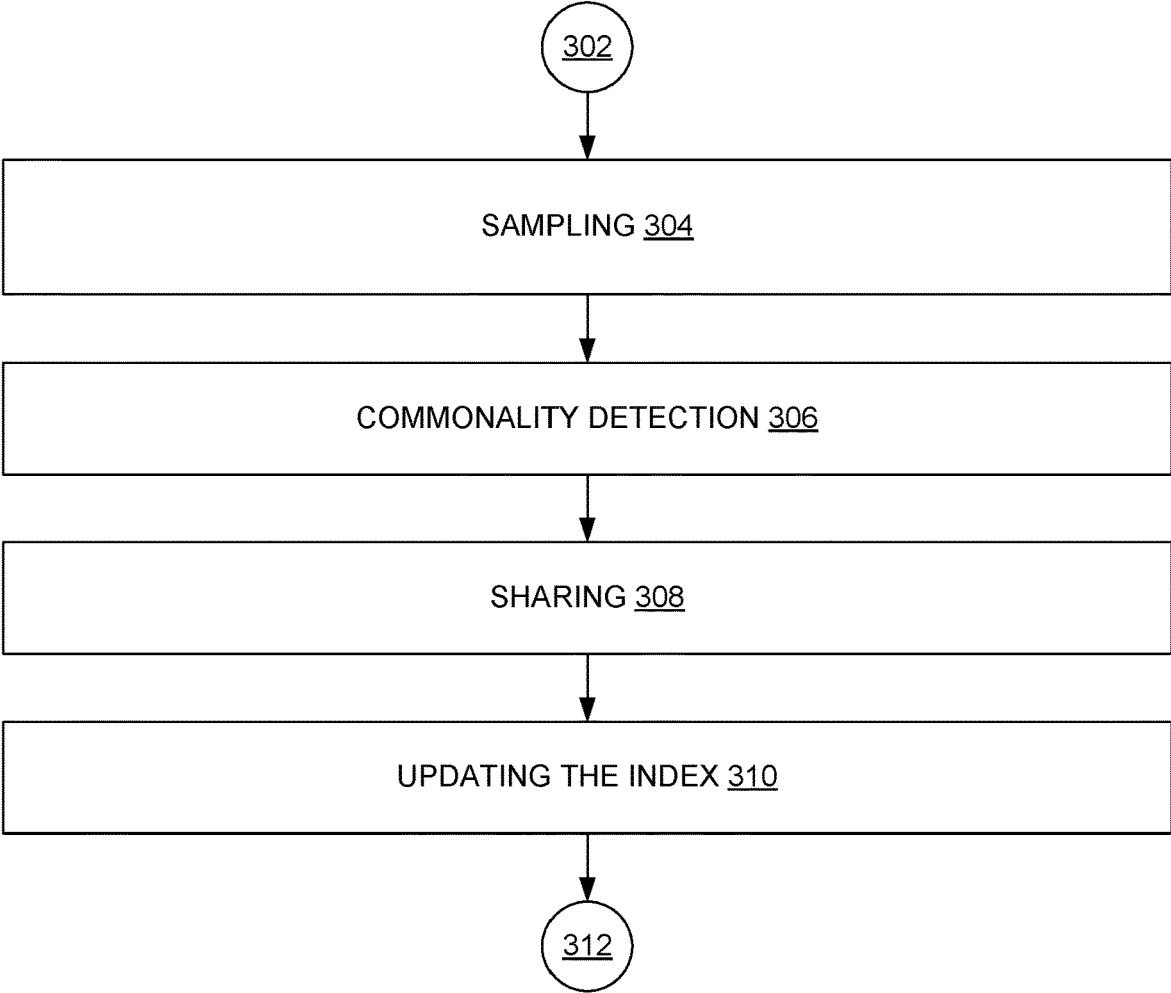 302
SAMPLING 304
COMMONALITY DETECTION 306
SHARING 308
UPDATING THE INDEX 310
312